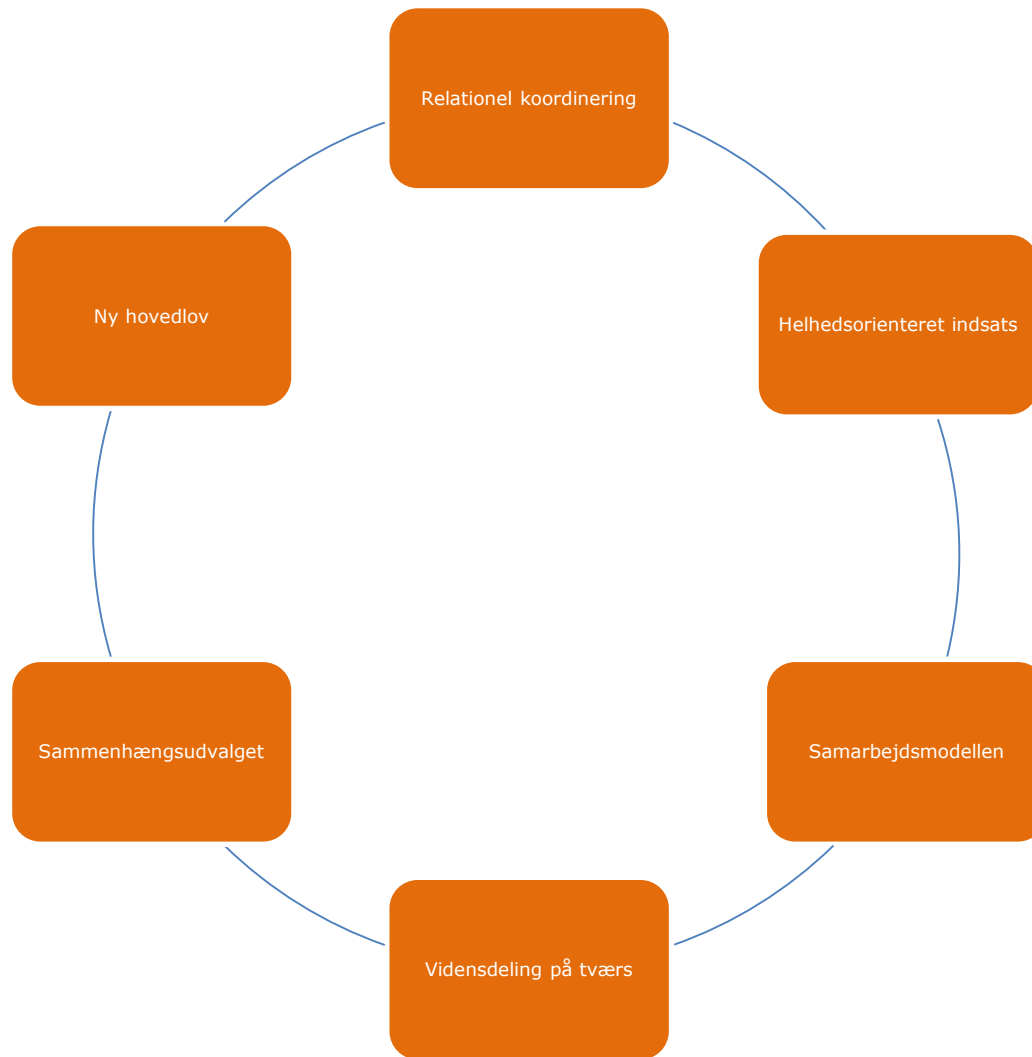 Relationel koordinering
Helhedsorienteret indsats
Samarbejdsmodellen
Vidensdeling på tværs
Sammenhængsudvalget
Ny hovedlov